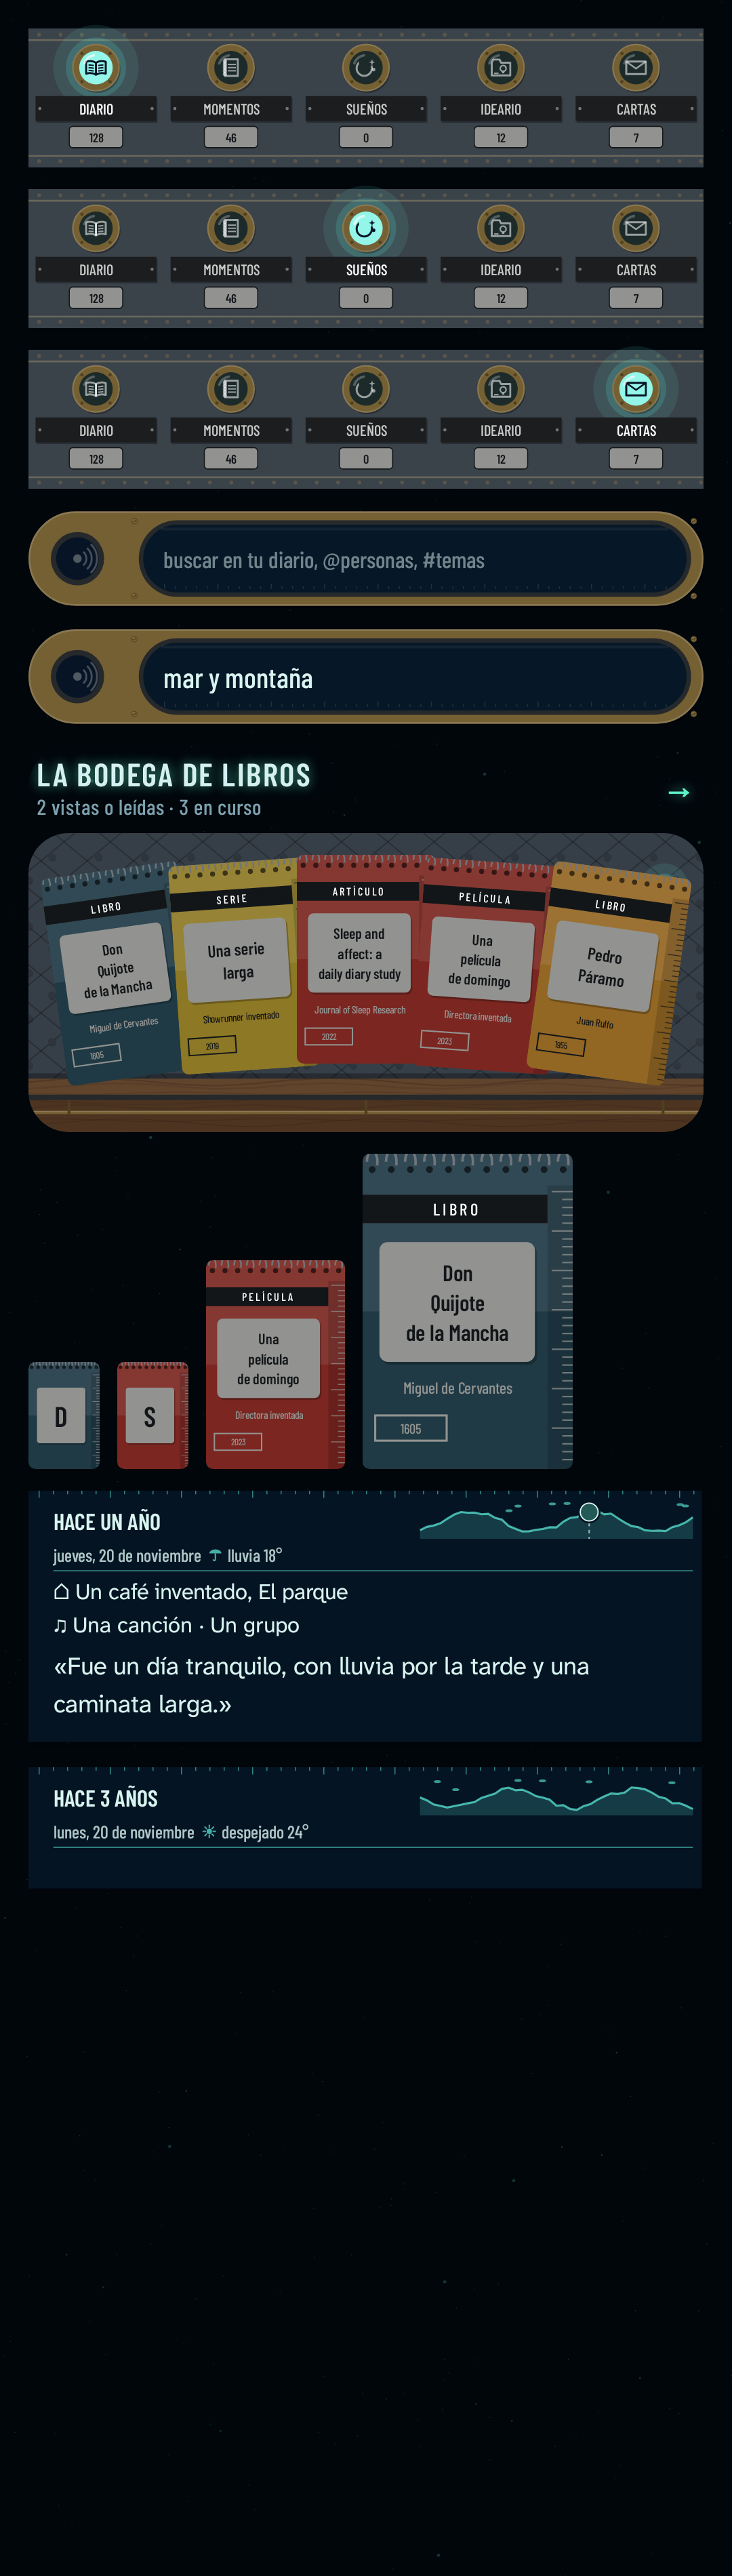 DIARIO MOMENTOS SUEÑOS IDEARIO CARTAS
128 46 0 12 7
DIARIO MOMENTOS SUEÑOS IDEARIO CARTAS
128 46 0 12 7
DIARIO MOMENTOS SUEÑOS IDEARIO CARTAS
128 46 0 12 7
buscar en tu diario, @personas, #temas
mar y montaña
LA BODEGA DE LIBROS
→
2 vistas o leídas · 3 en curso
LIBRO
Don
Quijote
de la Mancha
Miguel de Cervantes
1605
SERIE
Una serie
larga
Showrunner inventado
2019
ARTÍCULO
Sleep and
affect: a
daily diary study
Journal of Sleep Research
2022
PELÍCULA
Una
película
de domingo
Directora inventada
2023
LIBRO
Pedro
Páramo
Juan Rulfo
1955
D
S
PELÍCULA
Una
película
de domingo
Directora inventada
2023
LIBRO
Don
Quijote
de la Mancha
Miguel de Cervantes
1605
HACE UN AÑO
jueves, 20 de noviembre ☂ lluvia 18°
⌂ Un café inventado, El parque
♫ Una canción · Un grupo
«Fue un día tranquilo, con lluvia por la tarde y una
caminata larga.»
HACE 3 AÑOS
lunes, 20 de noviembre ☀ despejado 24°